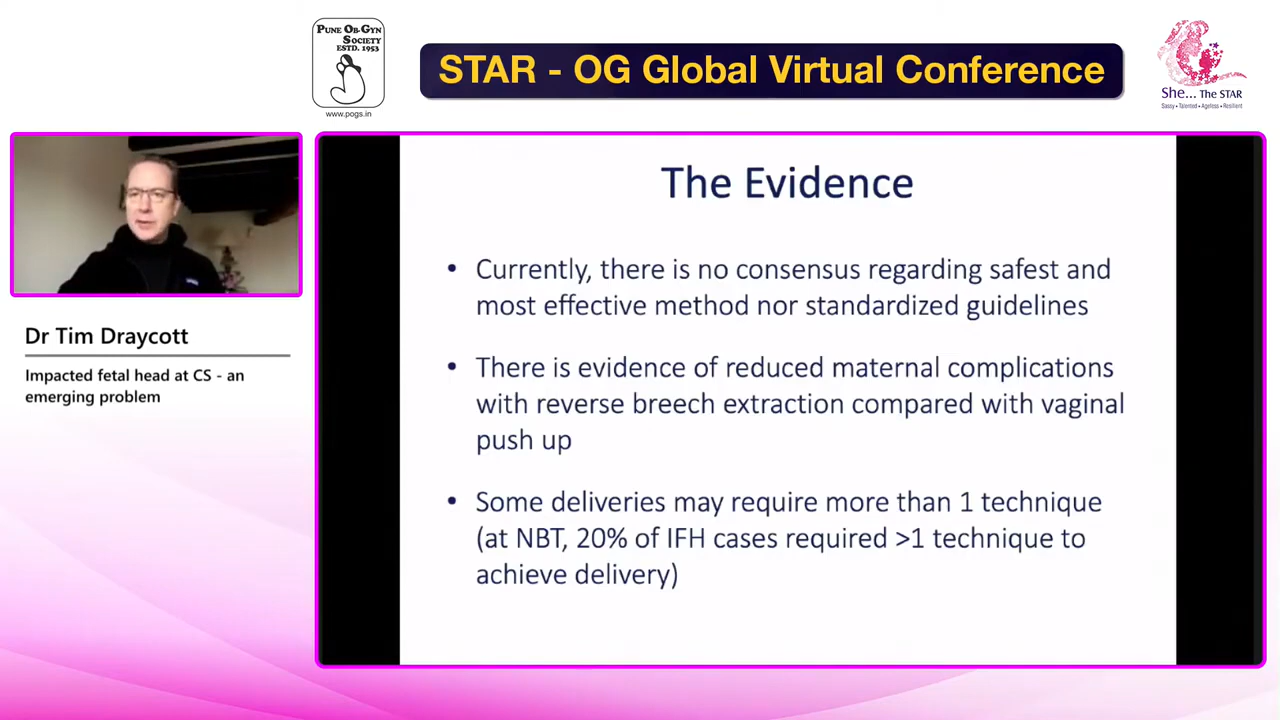 PUNE OB-GYN
SOCIETY
ESTD. 1953
www.pogs.in
STAR - OG Global Virtual Conference
She... THE STAR
Sassy • Talented • Ageless • Resilient
Dr Tim Draycott
Impacted fetal head at CS - an
emerging problem
The Evidence
• Currently, there is no consensus regarding safest and
most effective method nor standardized guidelines
• There is evidence of reduced maternal complications
with reverse breech extraction compared with vaginal
push up
• Some deliveries may require more than 1 technique
(at NBT, 20% of IFH cases required >1 technique to
achieve delivery)